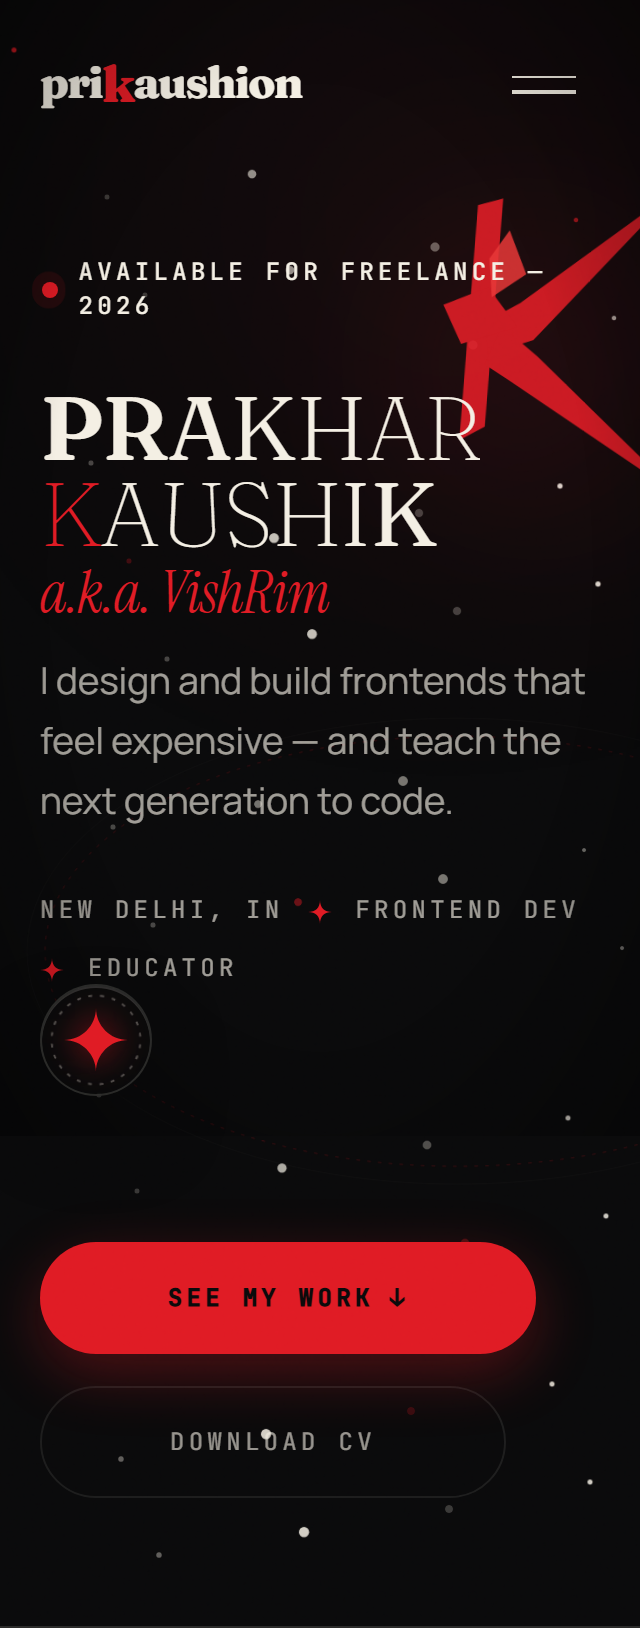 prikaushion
AVAILABLE FOR FREELANCE —
2026
PRAKHAR
KAUSHIK
a.k.a. VishRim
I design and build frontends that
feel expensive — and teach the
next generation to code.
NEW DELHI, IN ✦ FRONTEND DEV
✦ EDUCATOR
SEE MY WORK ↓
DOWNLOAD CV